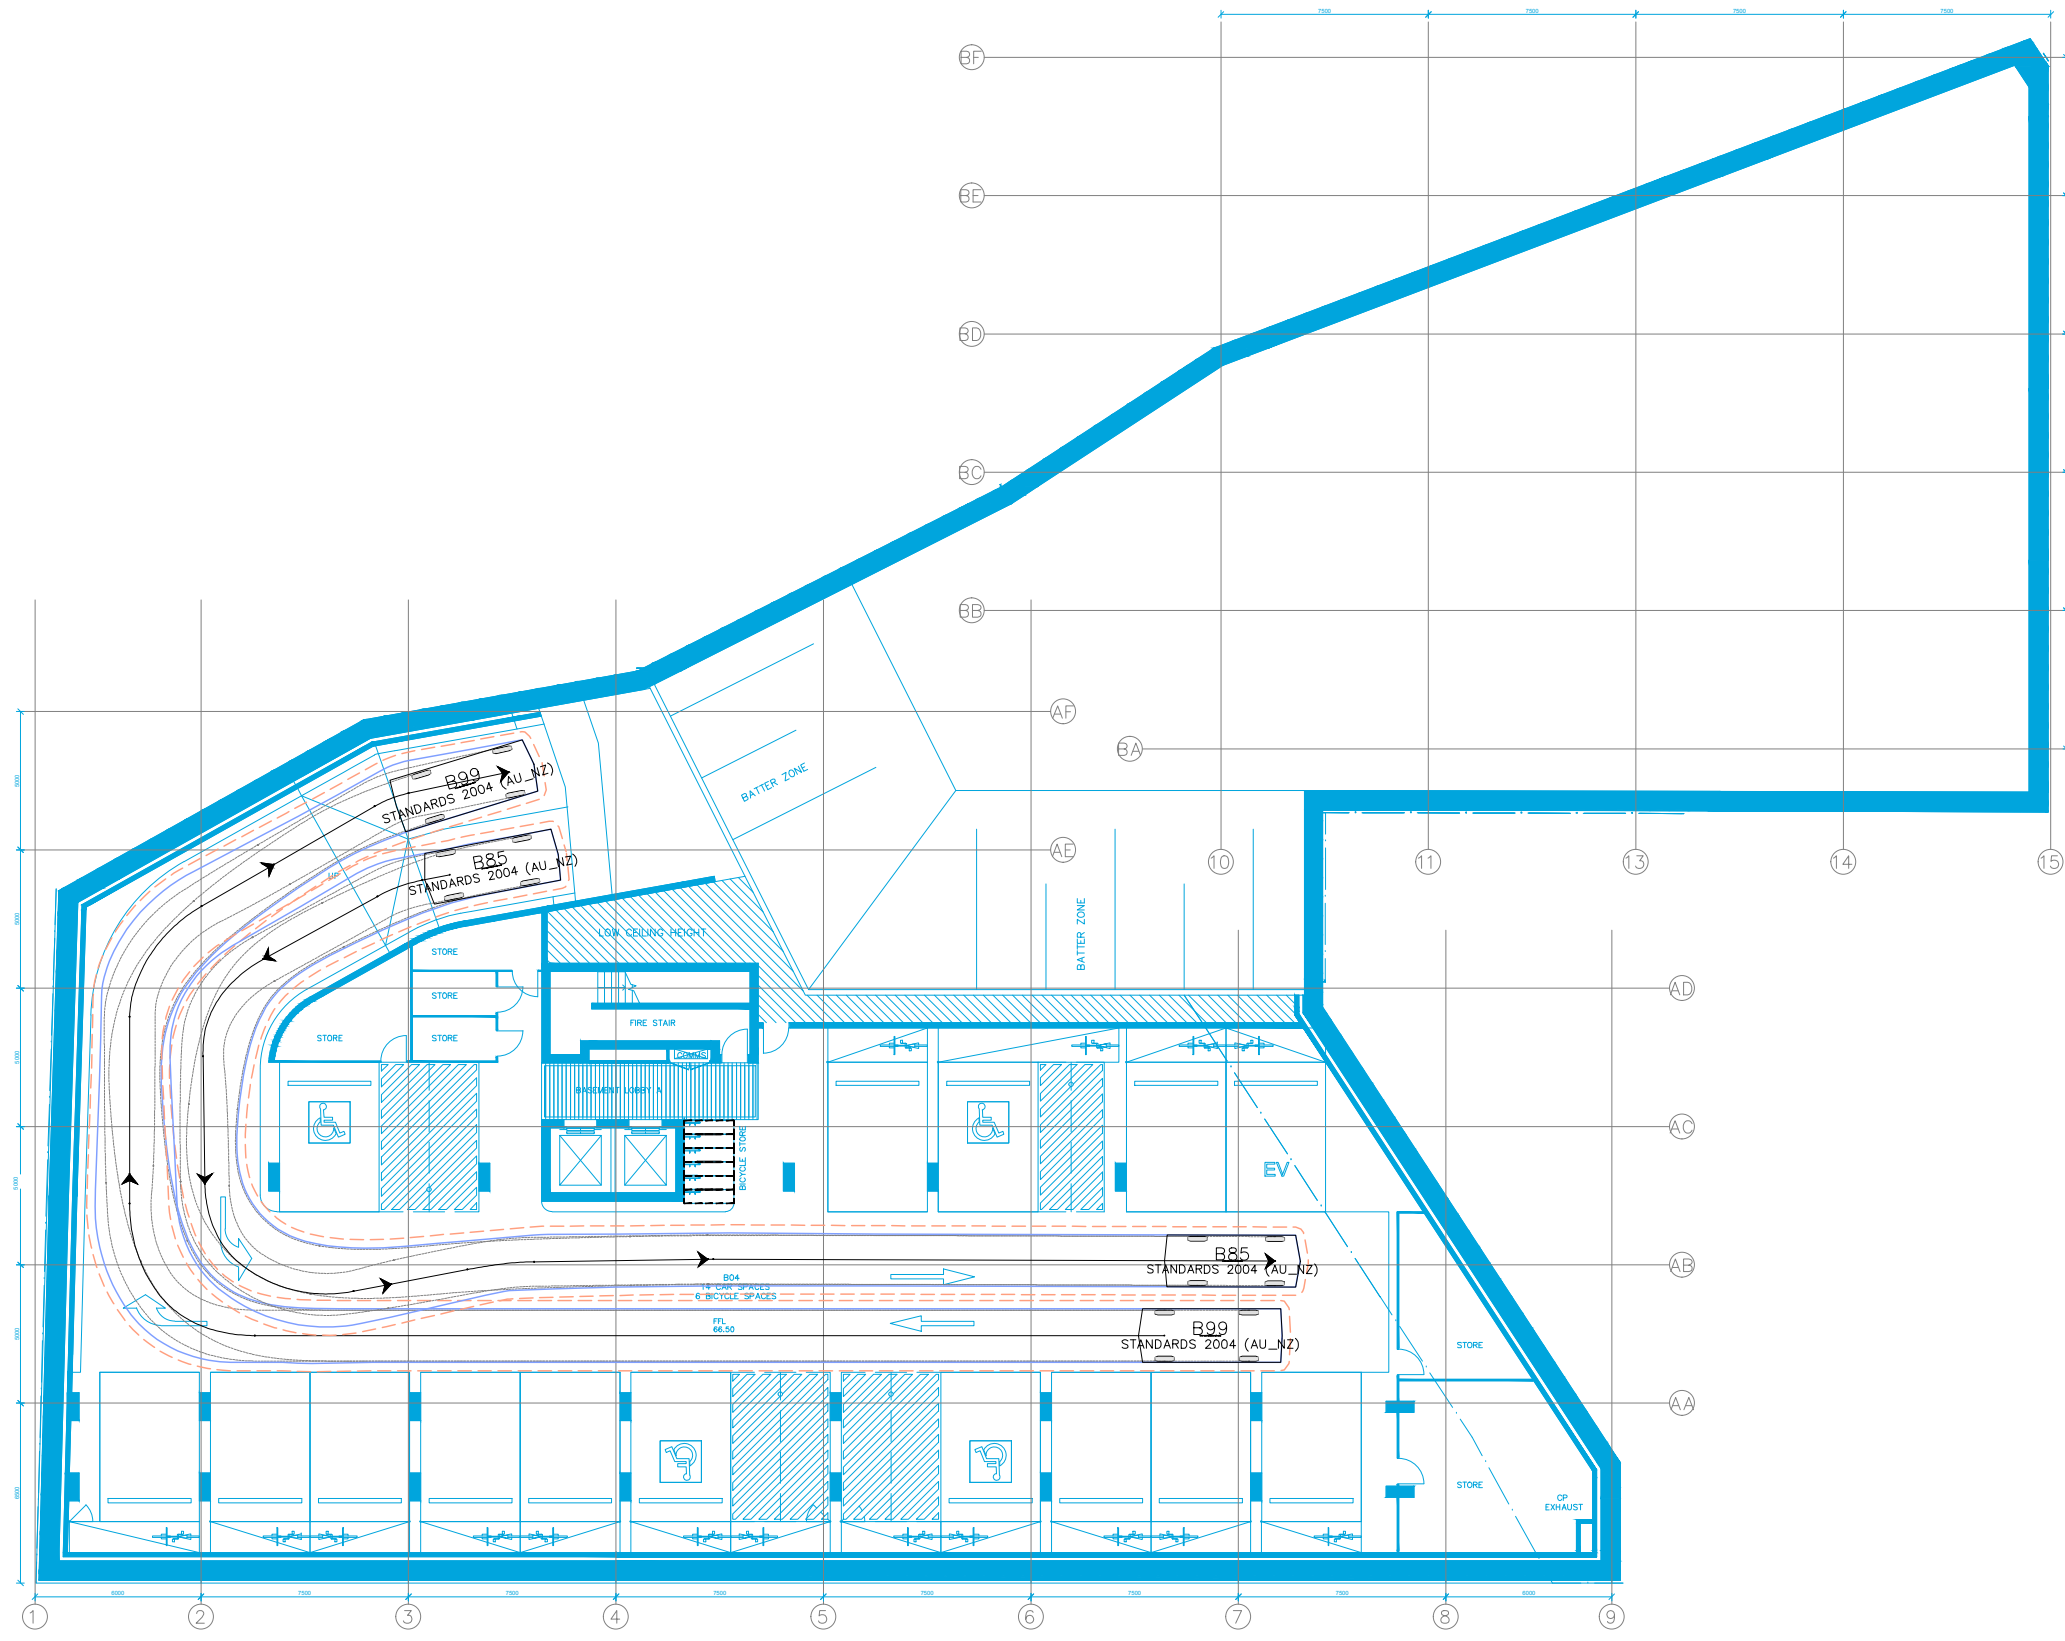 7500 7500 7500 7500
BF
BE
BD
BC
BB
AF
BA
AE
10 11 13 14 15
B99
STANDARDS 2004 (AU_NZ)
B85
STANDARDS 2004 (AU_NZ)
UP
BATTER ZONE
BATTER ZONE
LOW CEILING HEIGHT
STORE
STORE
STORE
STORE
FIRE STAIR
COMMS
BASEMENT LOBBY A
BICYCLE STORE
EV
AD
AC
AB
AA
B85
STANDARDS 2004 (AU_NZ)
B04
14 CAR SPACES
6 BICYCLE SPACES
FFL
66.50
B99
STANDARDS 2004 (AU_NZ)
STORE
STORE
CP
EXHAUST
6000 7500 7500 7500 7500 7500 7500 6000
1 2 3 4 5 6 7 8 9